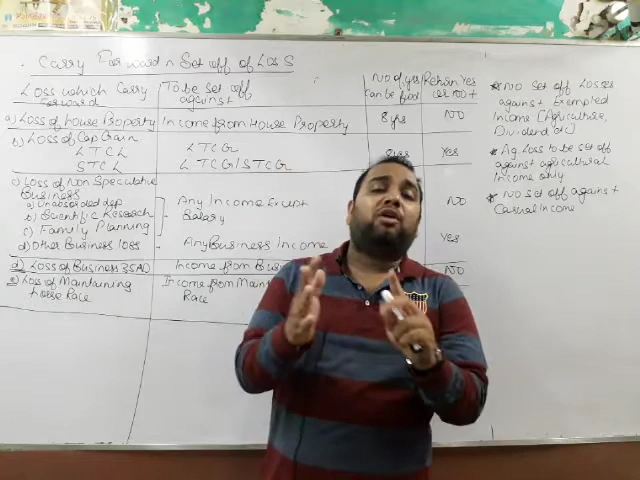 Carry Forward n Set off of Loss
Loss which Carry Forward
To be set off against
No of yrs can be fwd
Return Yes or No
a) Loss of house Property
Income from House Property
8 yrs
No
b) Loss of Cap Gain
LTCL
LTCG
STCL
LTCG/STCG
8yrs
Yes
c) Loss of Non Speculative Business
a) Unabsorbed dep
b) Scientific Research
c) Family Planning
Any Income Except Salary
No
d) Other Business loss
Any Business Income
Yes
d) Loss of Business 35AD
Income from Bus
No
e) Loss of Maintaining horse Race
Income from Main
Race
* No Set off Losses
against Exempted
Income [Agriculture,
Dividend etc]
* Ag Loss to be set off
against agricultural
Income only
* No Set off against
Casual Income